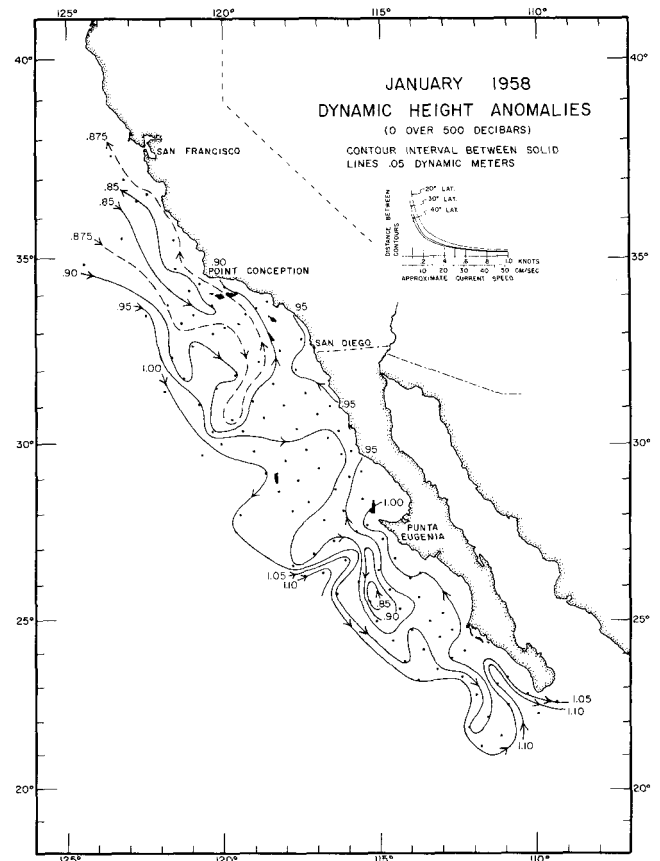 125° 120° 115° 110°
40° 40°
JANUARY 1958
DYNAMIC HEIGHT ANOMALIES
(0 OVER 500 DECIBARS)
CONTOUR INTERVAL BETWEEN SOLID
LINES .05 DYNAMIC METERS
.875
SAN FRANCISCO
20° LAT.
30° LAT.
40° LAT.
DISTANCE BETWEEN
CONTOURS
.2 .4 .6 .8 1.0 KNOTS
10 20 30 40 50 CM/SEC
APPROXIMATE CURRENT SPEED
.85
.85
.875
.90
35° 35°
POINT CONCEPTION
.90
.95
.95
SAN DIEGO
1.00
.95
30° 30°
.95
1.00
PUNTA
EUGENIA
1.05
1.10
.85
.90
25° 25°
1.05
1.10
1.10
20° 20°
125° 120° 115° 110°